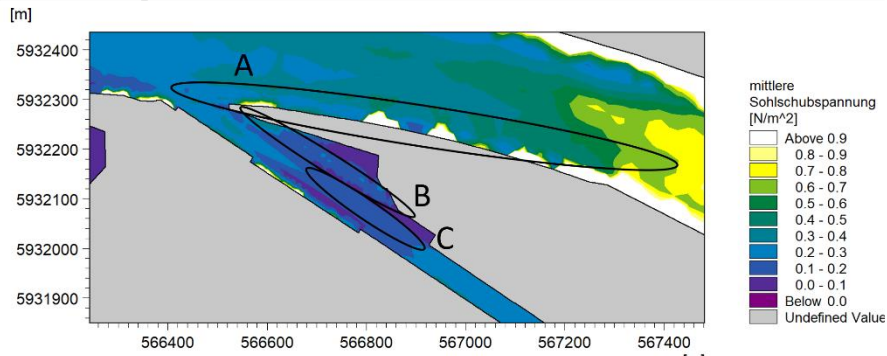 [m]
5932400
5932300
5932200
5932100
5932000
5931900
566400
566600
566800
567000
567200
567400
A
B
C
mittlere
Sohlschubspannung
[N/m^2]
Above 0.9
0.8 - 0.9
0.7 - 0.8
0.6 - 0.7
0.5 - 0.6
0.4 - 0.5
0.3 - 0.4
0.2 - 0.3
0.1 - 0.2
0.0 - 0.1
Below 0.0
Undefined Value